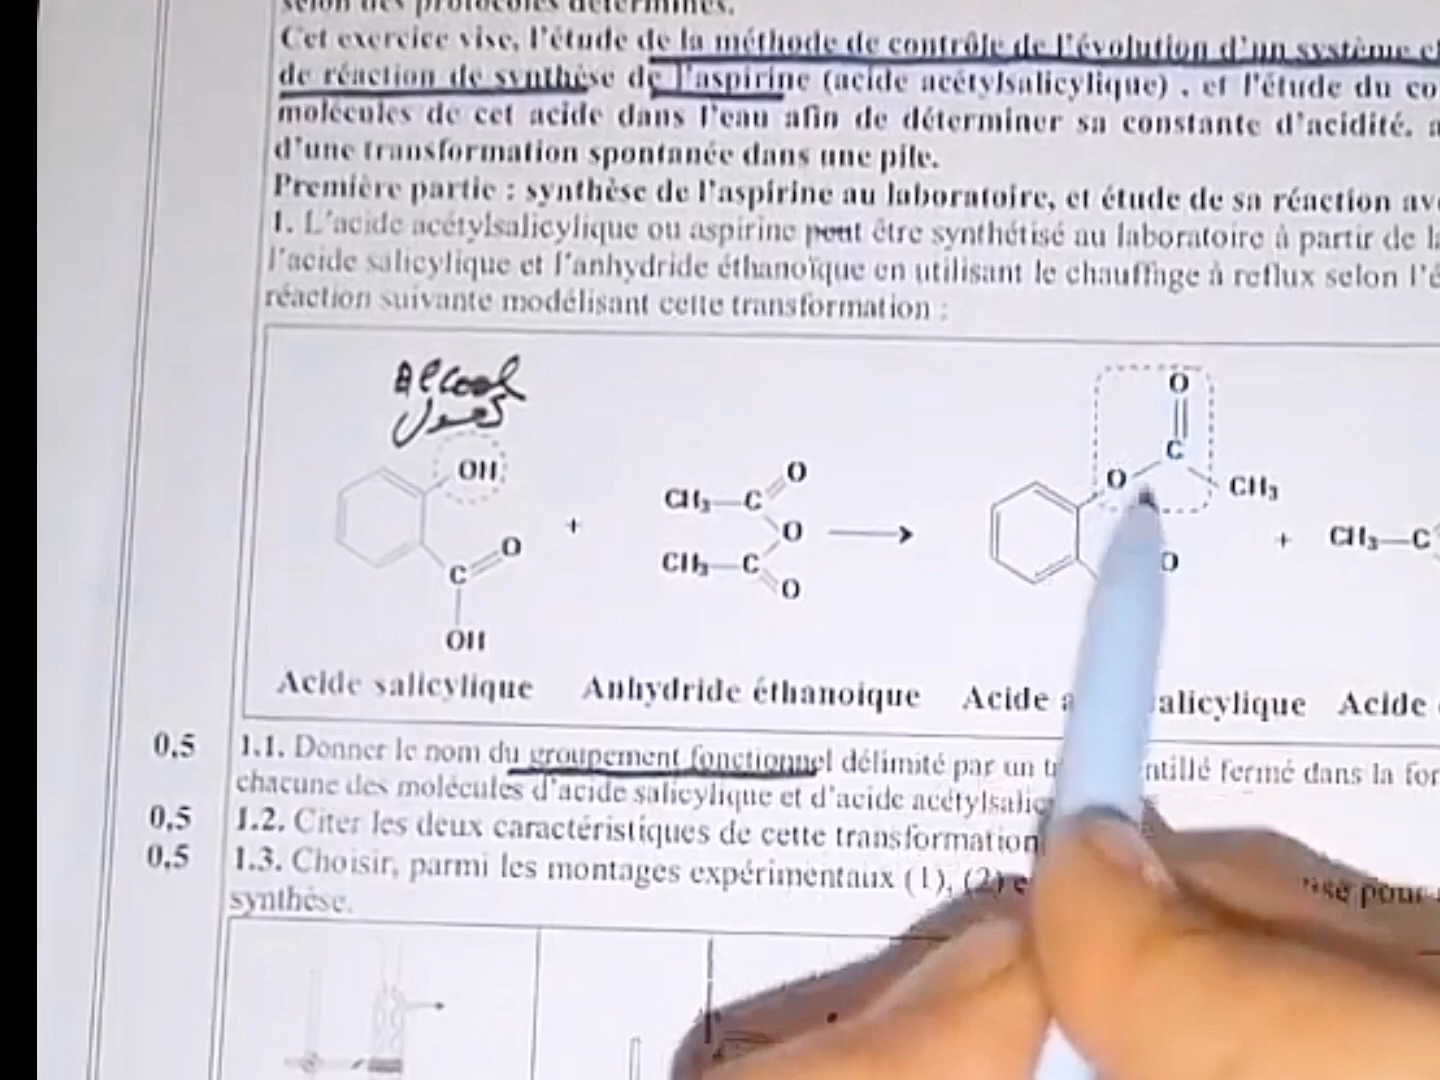 selon des protocoles déterminés.
Cet exercice vise, l'étude de la méthode de contrôle de l'évolution d'un système
de réaction de synthèse de l'aspirine (acide acétylsalicylique) , et l'étude du
molécules de cet acide dans l'eau afin de déterminer sa constante d'acidité.
d'une transformation spontanée dans une pile.
Première partie : synthèse de l'aspirine au laboratoire, et étude de sa réaction
1. L'acide acétylsalicylique ou aspirine peut être synthétisé au laboratoire à partir de
l'acide salicylique et l'anhydride éthanoïque en utilisant le chauffage à reflux selon
réaction suivante modélisant cette transformation :
Alcool
OH
C
O
OH
+
CH₃—C
O
O
CH₃—C
O
O
C
O
CH₃
O
+
CH₃—C
Acide salicylique Anhydride éthanoique Acide alicylique Acide
0,5 1.1. Donner le nom du groupement fonctionnel délimité par un ntillé fermé dans la
chacune des molécules d'acide salicylique et d'acide
0,5 1.2. Citer les deux caractéristiques de cette transformation
0,5 1.3. Choisir, parmi les montages expérimentaux (1), (2) pour
synthèse.